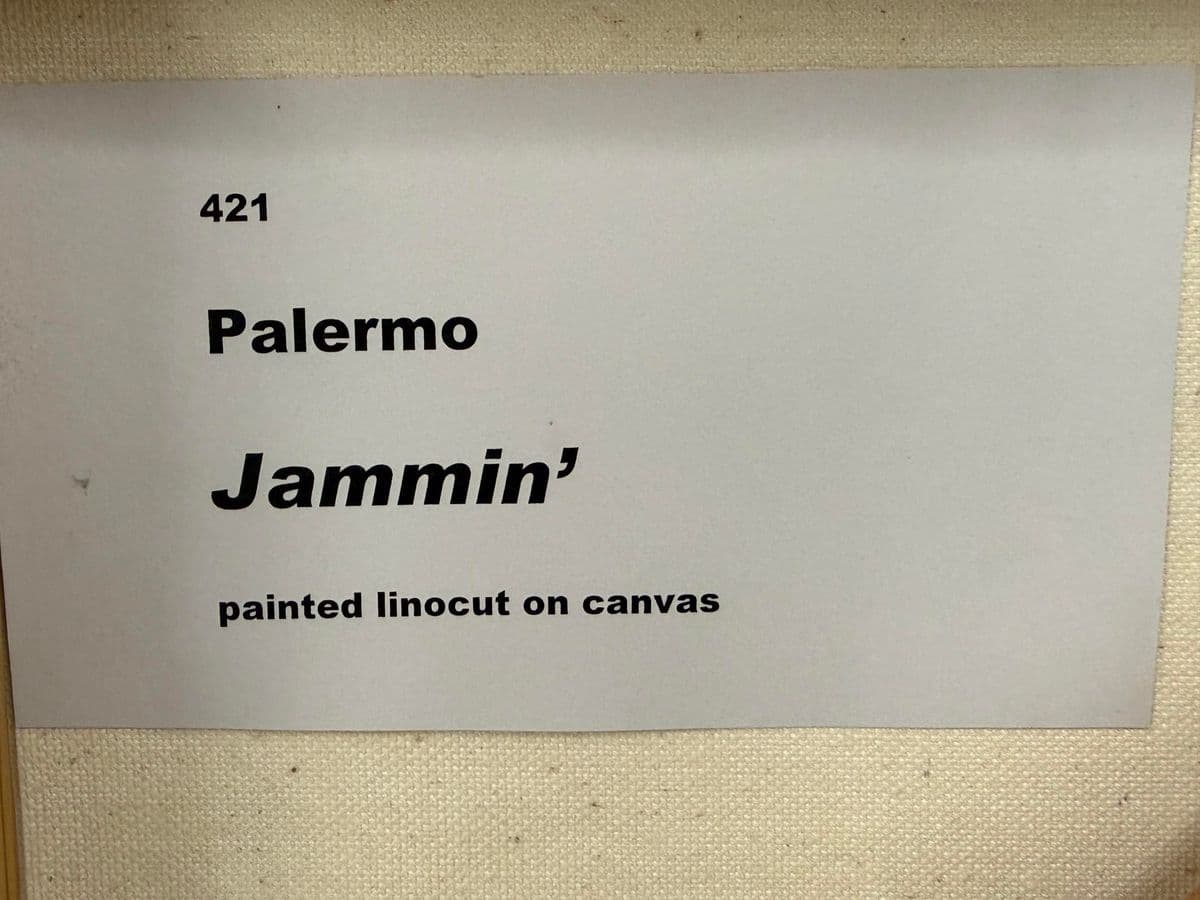 421
Palermo
Jammin’
painted linocut on canvas